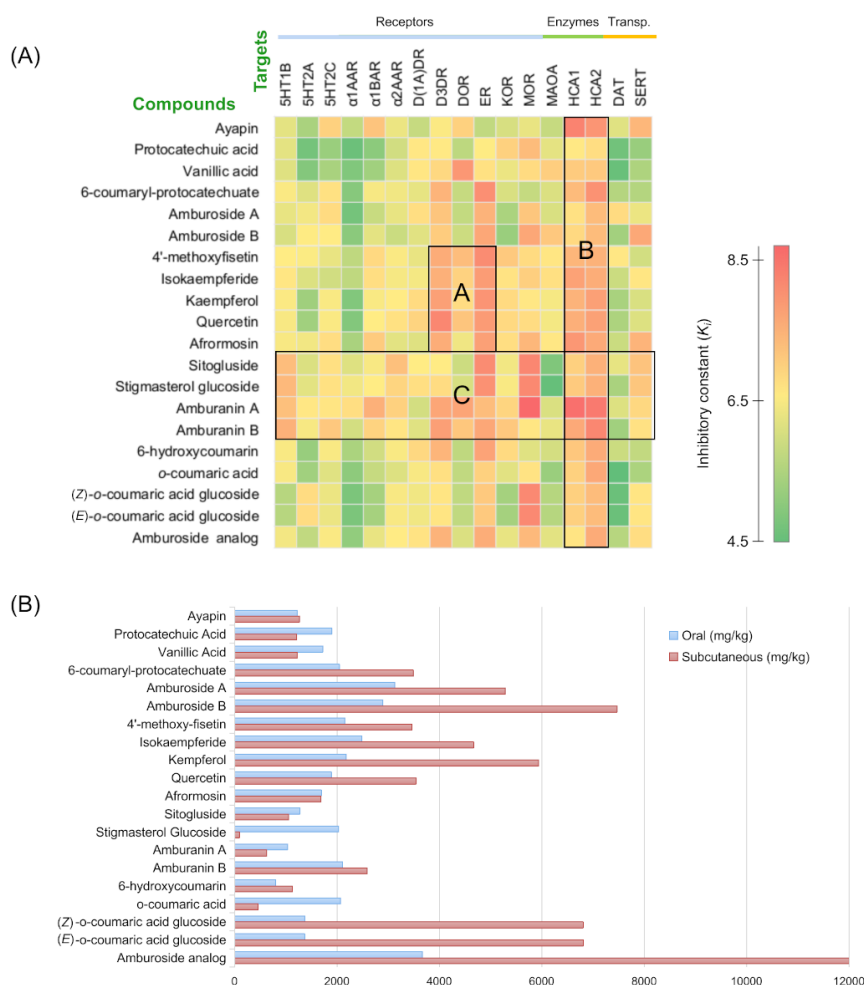 Receptors Enzymes Transp.
(A)
Targets
5HT1B 5HT2A 5HT2C α1AAR α1BAR α2AAR D(1A)DR D3DR DOR ER KOR MOR MAOA HCA1 HCA2 DAT SERT
Compounds
Ayapin
Protocatechuic acid
Vanillic acid
6-coumaryl-protocatechuate
Amburoside A
Amburoside B
4'-methoxyfisetin
Isokaempferide
Kaempferol
Quercetin
Afrormosin
Sitogluside
Stigmasterol glucoside
Amburanin A
Amburanin B
6-hydroxycoumarin
o-coumaric acid
(Z)-o-coumaric acid glucoside
(E)-o-coumaric acid glucoside
Amburoside analog
A
B
C
Inhibitory constant (Ki)
8.5
6.5
4.5
(B)
Ayapin
Protocatechuic Acid
Vanillic Acid
6-coumaryl-protocatechuate
Amburoside A
Amburoside B
4'-methoxy-fisetin
Isokaempferide
Kempferol
Quercetin
Afrormosin
Sitogluside
Stigmasterol Glucoside
Amburanin A
Amburanin B
6-hydroxycoumarin
o-coumaric acid
(Z)-o-coumaric acid glucoside
(E)-o-coumaric acid glucoside
Amburoside analog
Oral (mg/kg)
Subcutaneous (mg/kg)
0 2000 4000 6000 8000 10000 12000